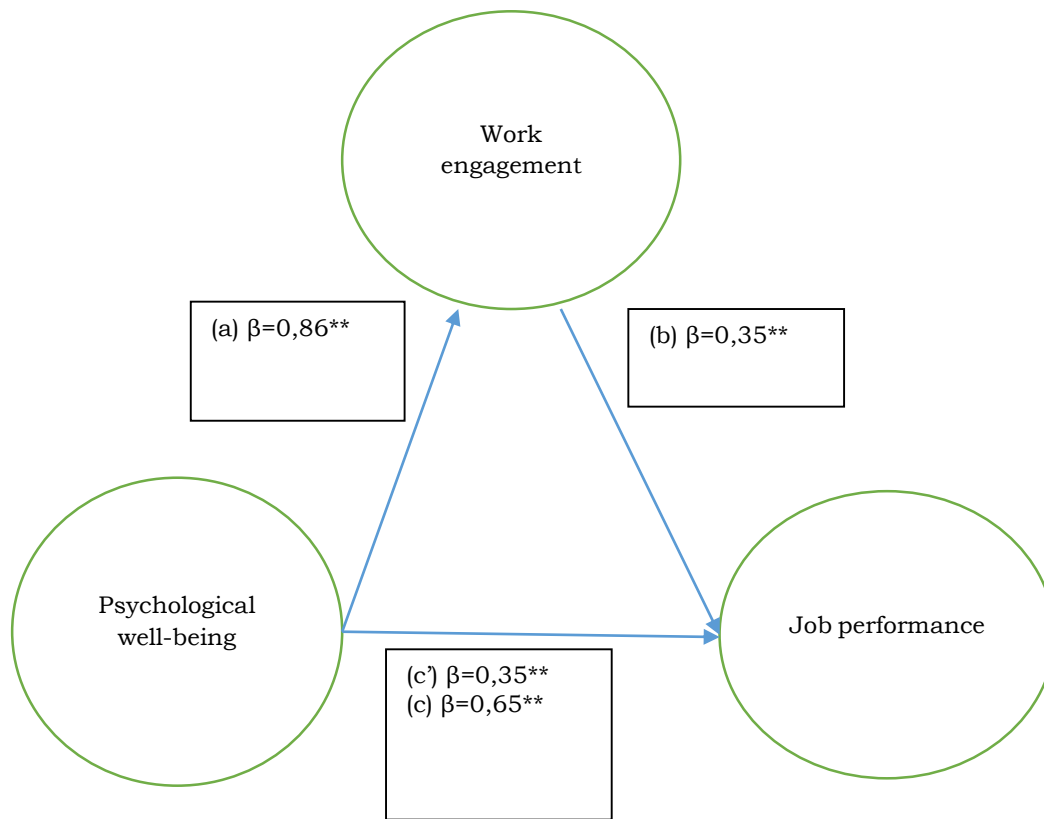 Work
engagement
(a) β=0,86**
(b) β=0,35**
Psychological
well-being
Job performance
(c’) β=0,35**
(c) β=0,65**